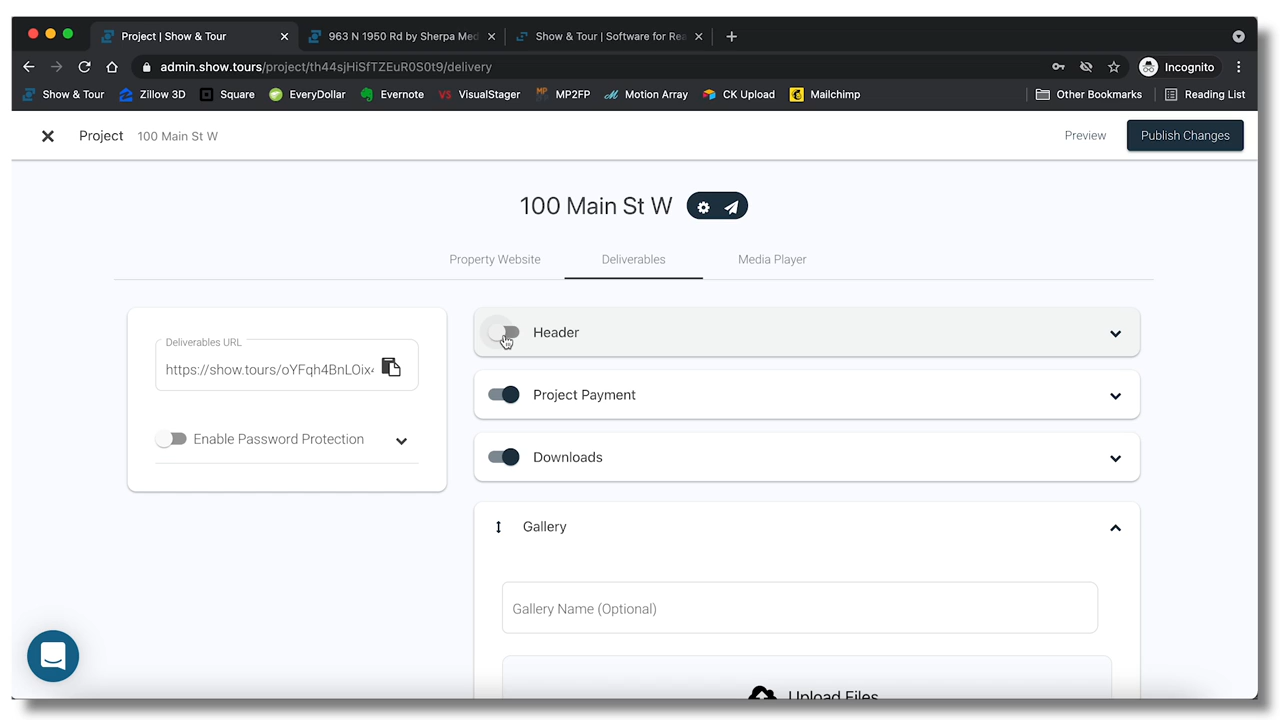 Project | Show & Tour
963 N 1950 Rd by Sherpa Med
Show & Tour | Software for Rea
admin.show.tours/project/th44sjHiSfTZEuR0S0t9/delivery
Incognito
Show & Tour
Zillow 3D
Square
EveryDollar
Evernote
VS VisualStager
MP MP2FP
Motion Array
CK Upload
Mailchimp
Other Bookmarks
Reading List
Project 100 Main St W
Preview
Publish Changes
100 Main St W
Property Website
Deliverables
Media Player
Deliverables URL
https://show.tours/oYFqh4BnLOix
Enable Password Protection
Header
Project Payment
Downloads
Gallery
Gallery Name (Optional)
Upload Files